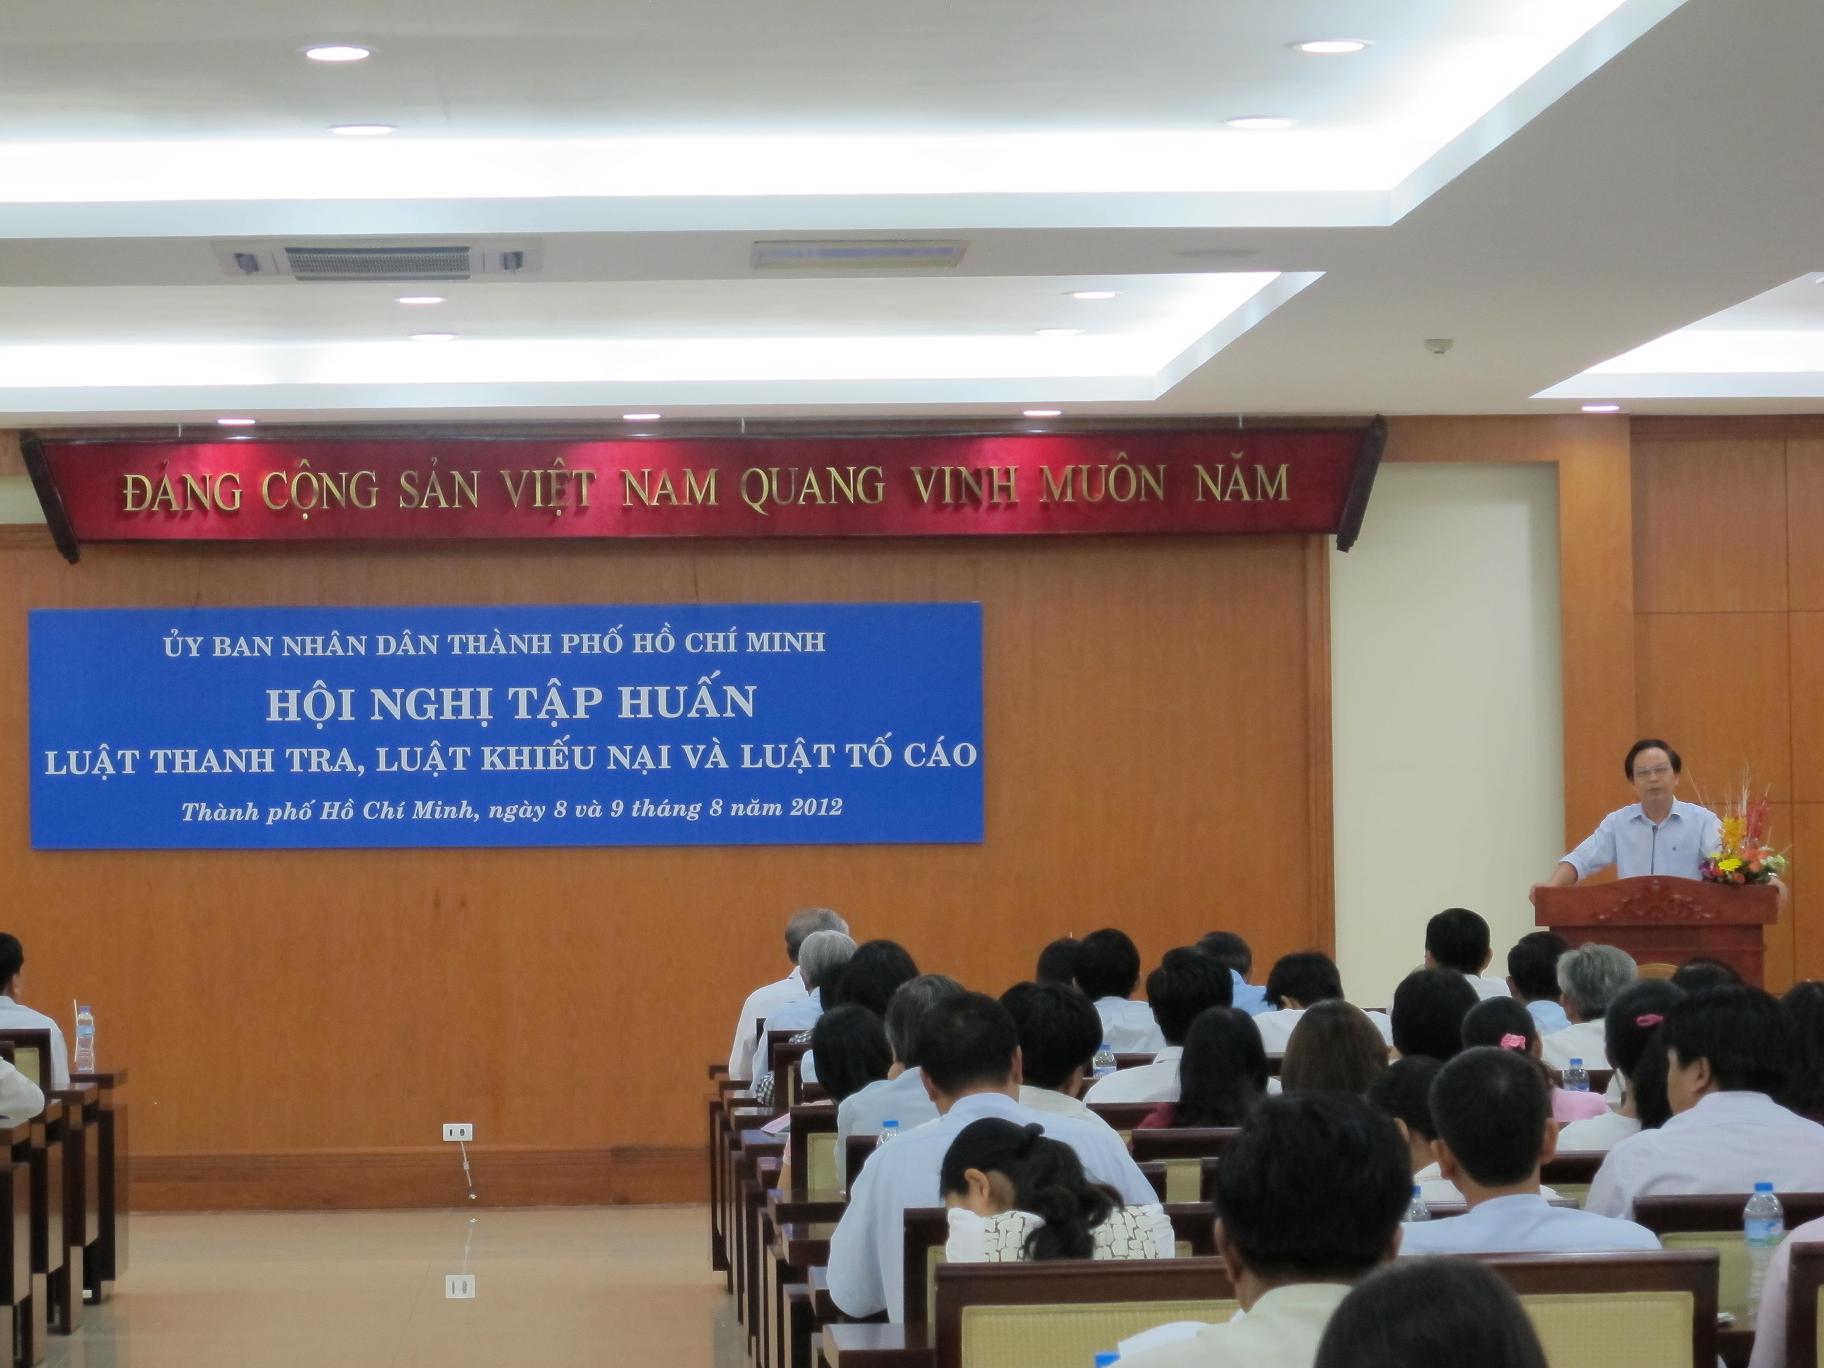 ĐẢNG CỘNG SẢN VIỆT NAM QUANG VINH MUÔN NĂM
ỦY BAN NHÂN DÂN THÀNH PHỐ HỒ CHÍ MINH
HỘI NGHỊ TẬP HUẤN
LUẬT THANH TRA, LUẬT KHIẾU NẠI VÀ LUẬT TỐ CÁO
Thành phố Hồ Chí Minh, ngày 8 và 9 tháng 8 năm 2012